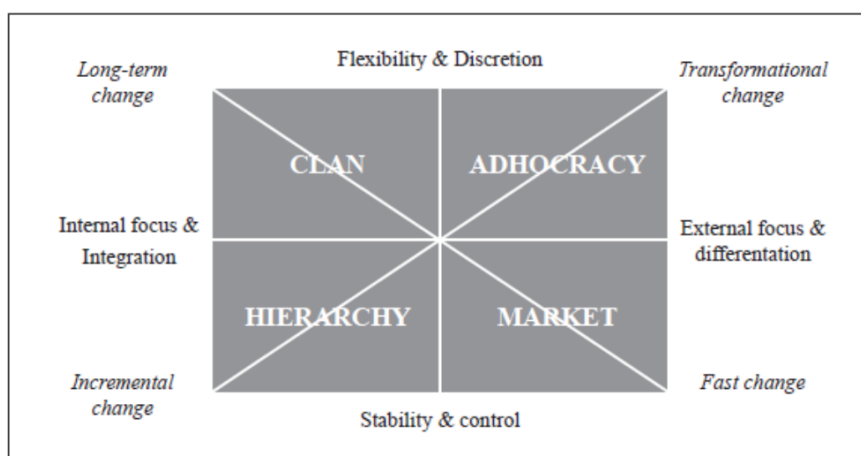 Flexibility & Discretion
Long-term
change
Transformational
change
CLAN
ADHOCRACY
Internal focus &
Integration
External focus &
differentation
HIERARCHY
MARKET
Incremental
change
Fast change
Stability & control